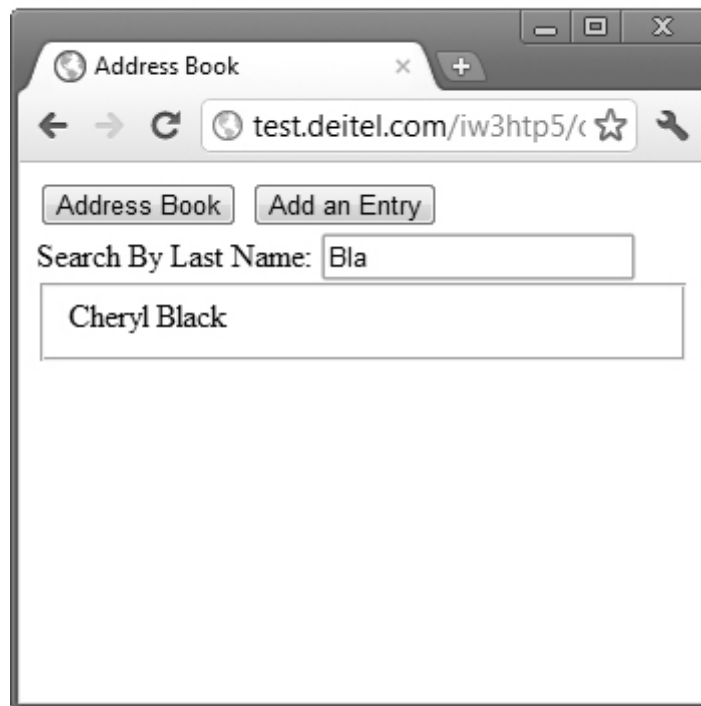 Address Book
test.deitel.com/iw3htp5/
Address Book Add an Entry
Search By Last Name: Bla
Cheryl Black